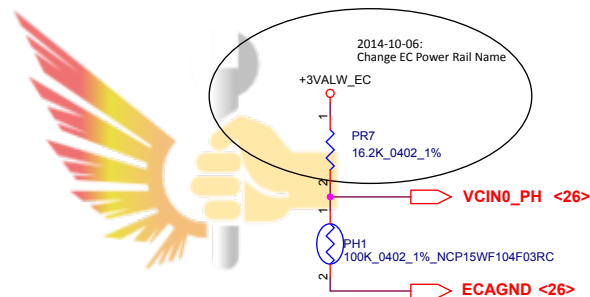 2014-10-06:
Change EC Power Rail Name
+3VALW_EC
1
PR7
16.2K_0402_1%
2
VCIN0_PH <26>
1
PH1
100K_0402_1%_NCP15WF104F03RC
2
ECAGND <26>